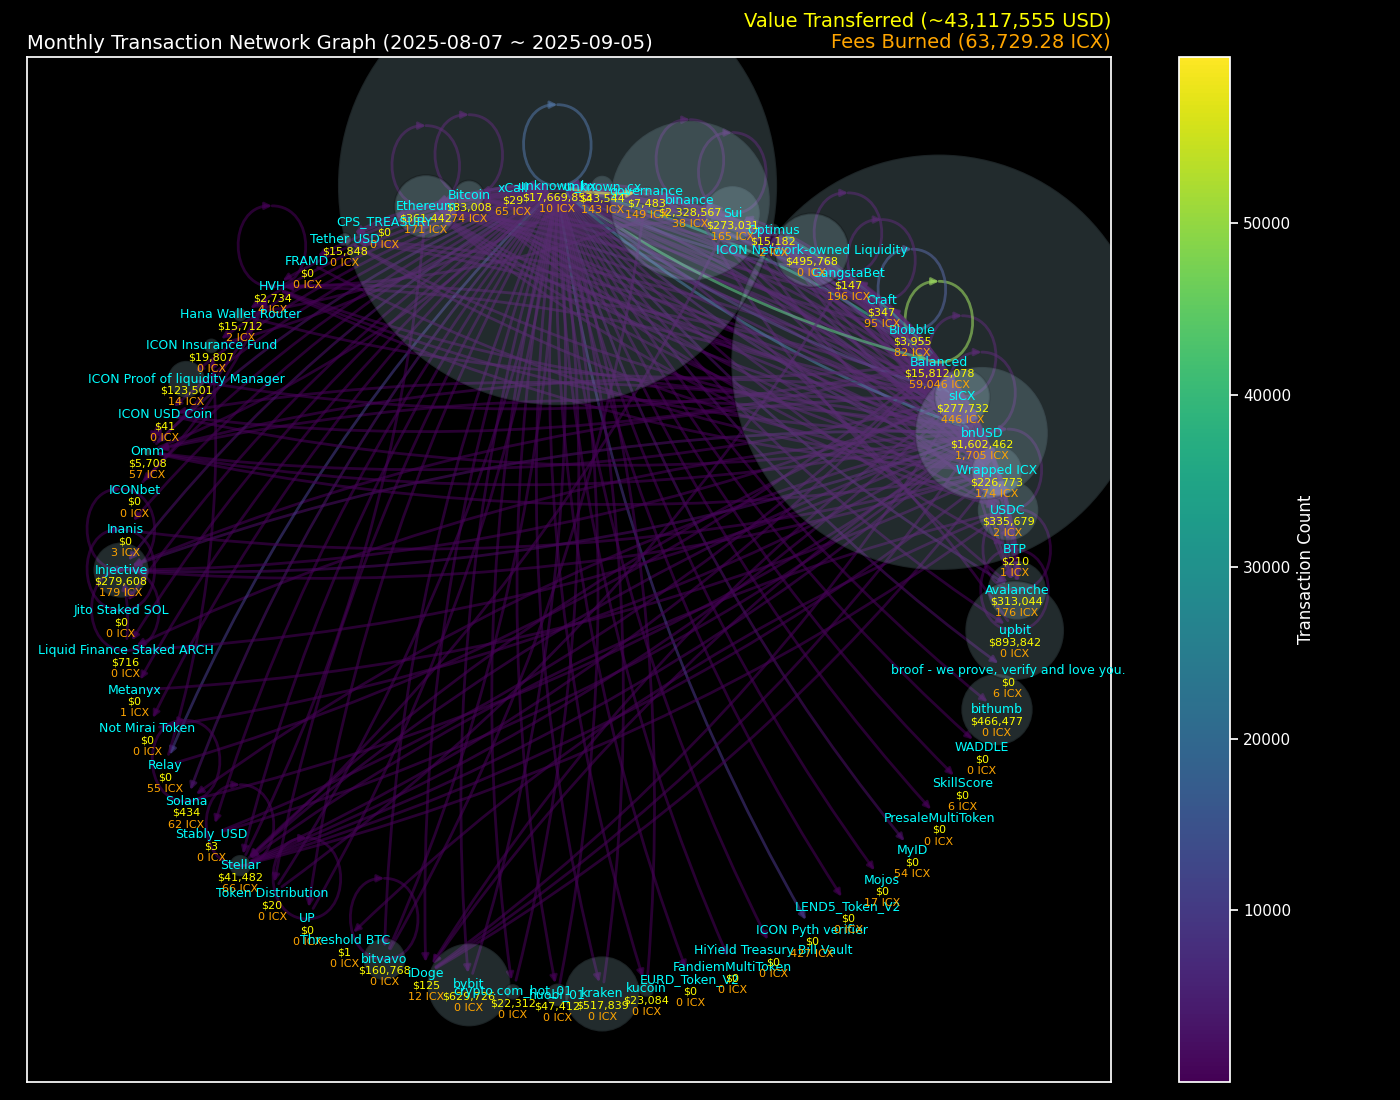 Value Transferred (~43,117,555 USD)
Monthly Transaction Network Graph (2025-08-07 ~ 2025-09-05)
Fees Burned (63,729.28 ICX)
unknown_hx
$17,669,853
10 ICX
unknown_cx
$43,544
143 ICX
governance
$7,483
149 ICX
binance
$2,328,567
38 ICX
Sui
$273,031
165 ICX
Optimus
$15,182
2 ICX
ICON Network-owned Liquidity
$495,768
0 ICX
GangstaBet
$147
196 ICX
Craft
$347
95 ICX
Blobble
$3,955
82 ICX
Balanced
$15,812,078
59,046 ICX
sICX
$277,732
446 ICX
bnUSD
$1,602,462
1,705 ICX
Wrapped ICX
$226,773
174 ICX
USDC
$335,679
2 ICX
BTP
$210
1 ICX
Avalanche
$313,044
176 ICX
upbit
$893,842
0 ICX
broof - we prove, verify and love you.
$0
6 ICX
bithumb
$466,477
0 ICX
WADDLE
$0
0 ICX
SkillScore
$0
6 ICX
PresaleMultiToken
$0
0 ICX
MyID
$0
54 ICX
Mojos
$0
17 ICX
LEND5_Token_V2
$0
0 ICX
ICON Pyth verifier
$0
427 ICX
HiYield Treasury Bill Vault
$0
0 ICX
FandiemMultiToken
$0
0 ICX
EURD_Token_V2
$0
0 ICX
kucoin
$23,084
0 ICX
kraken
$517,839
0 ICX
huobi-01
$47,412
0 ICX
crypto_com_hot_01
$22,312
0 ICX
bybit
$629,726
0 ICX
Doge
$125
12 ICX
bitvavo
$160,768
0 ICX
Threshold BTC
$1
0 ICX
UP
$0
0 ICX
Token Distribution
$20
0 ICX
Stellar
$41,482
66 ICX
Stably_USD
$3
0 ICX
Solana
$434
62 ICX
Relay
$0
55 ICX
Not Mirai Token
$0
0 ICX
Metanyx
$0
1 ICX
Liquid Finance Staked ARCH
$716
0 ICX
Jito Staked SOL
$0
0 ICX
Injective
$279,608
179 ICX
Inanis
$0
3 ICX
ICONbet
$0
0 ICX
Omm
$5,708
57 ICX
ICON USD Coin
$41
0 ICX
ICON Proof of liquidity Manager
$123,501
14 ICX
ICON Insurance Fund
$19,807
0 ICX
Hana Wallet Router
$15,712
2 ICX
HVH
$2,734
4 ICX
FRAMD
$0
0 ICX
Tether USD
$15,848
0 ICX
CPS_TREASURY
$0
0 ICX
Ethereum
$361,442
171 ICX
Bitcoin
$83,008
74 ICX
xCall
$29
65 ICX
50000
40000
30000
20000
10000
Transaction Count